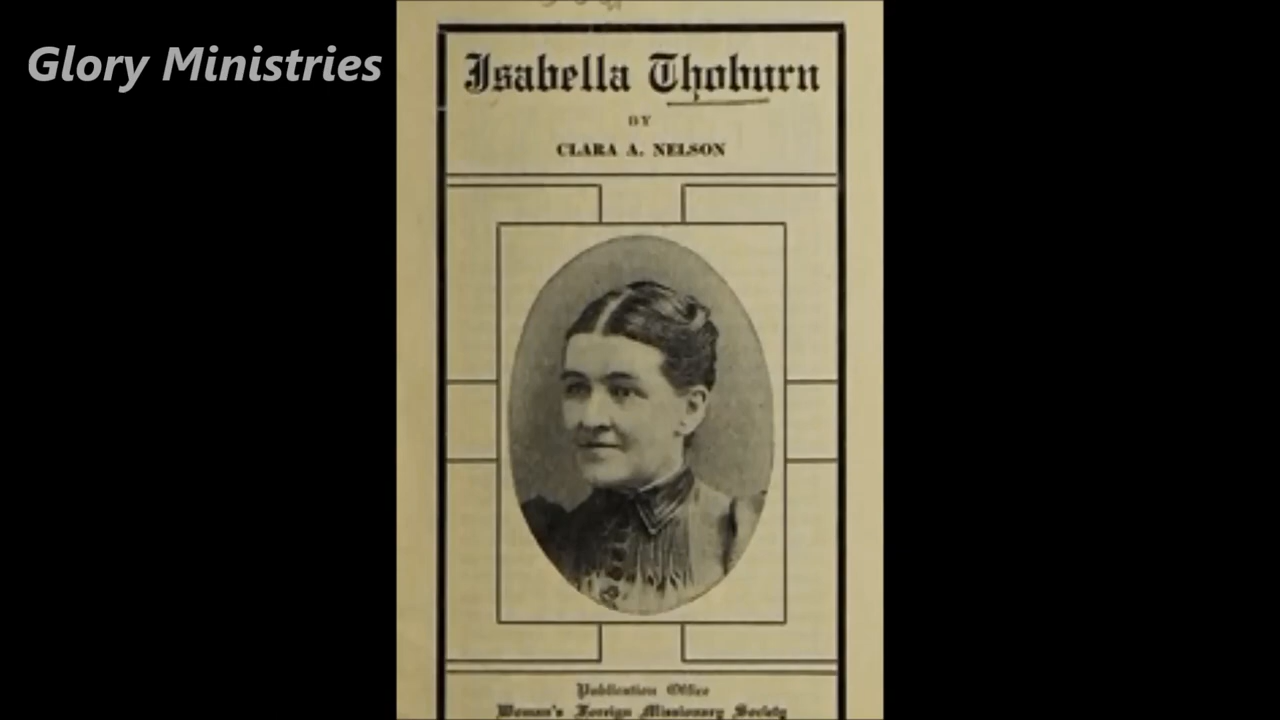 Glory Ministries
Isabella Thoburn
BY
CLARA A. NELSON
Publication Office
Woman's Foreign Missionary Society